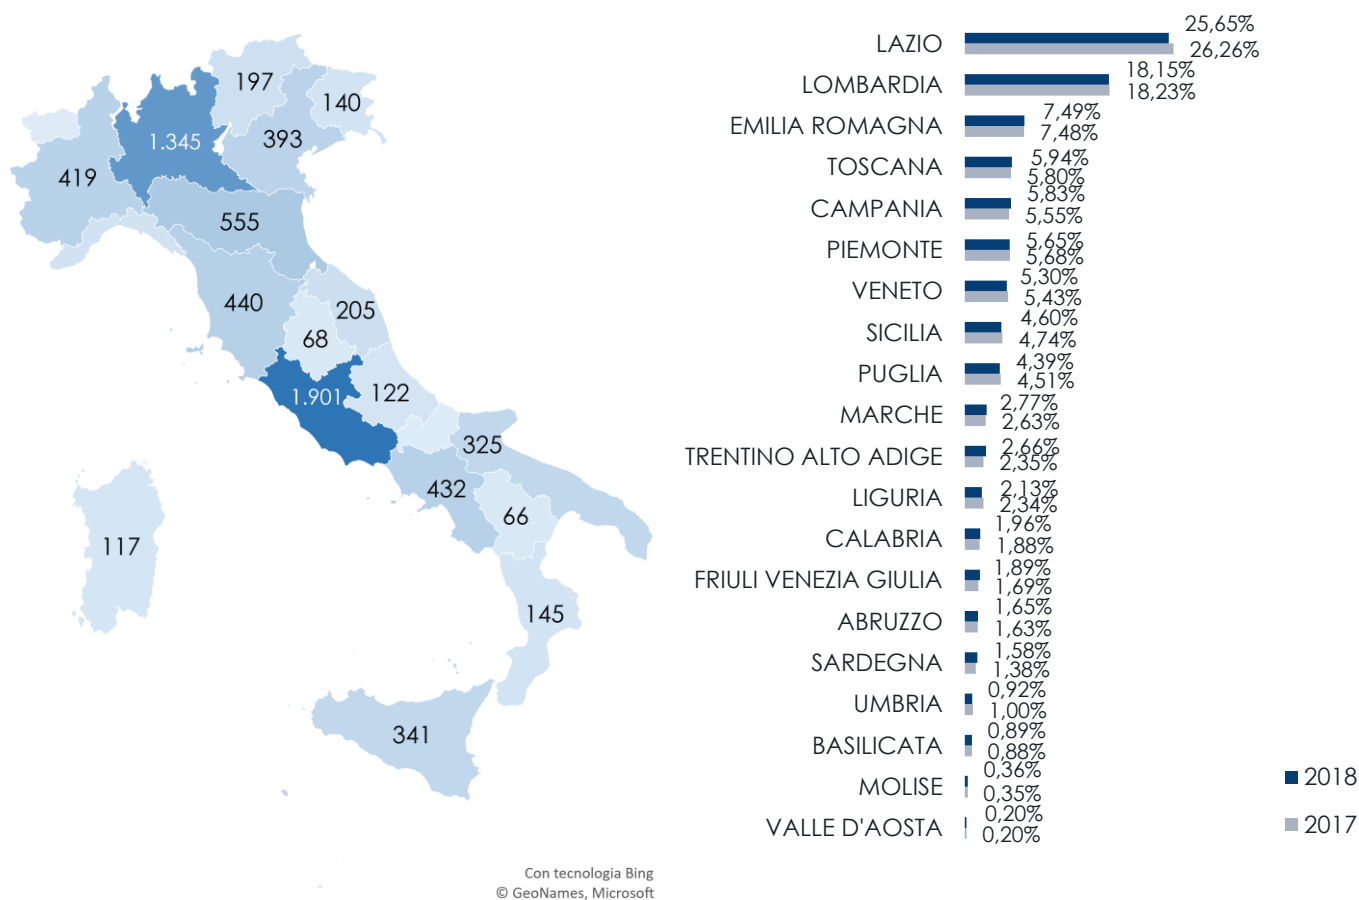 197
140
1.345
393
419
555
440
205
68
1.901
122
325
432
66
117
145
341
Con tecnologia Bing
© GeoNames, Microsoft
LAZIO 25,65%
26,26%
LOMBARDIA 18,15%
18,23%
EMILIA ROMAGNA 7,49%
7,48%
TOSCANA 5,94%
5,80%
CAMPANIA 5,83%
5,55%
PIEMONTE 5,65%
5,68%
VENETO 5,30%
5,43%
SICILIA 4,60%
4,74%
PUGLIA 4,39%
4,51%
MARCHE 2,77%
2,63%
TRENTINO ALTO ADIGE 2,66%
2,35%
LIGURIA 2,13%
2,34%
CALABRIA 1,96%
1,88%
FRIULI VENEZIA GIULIA 1,89%
1,69%
ABRUZZO 1,65%
1,63%
SARDEGNA 1,58%
1,38%
UMBRIA 0,92%
1,00%
BASILICATA 0,89%
0,88%
MOLISE 0,36%
0,35%
VALLE D'AOSTA 0,20%
0,20%
2018
2017